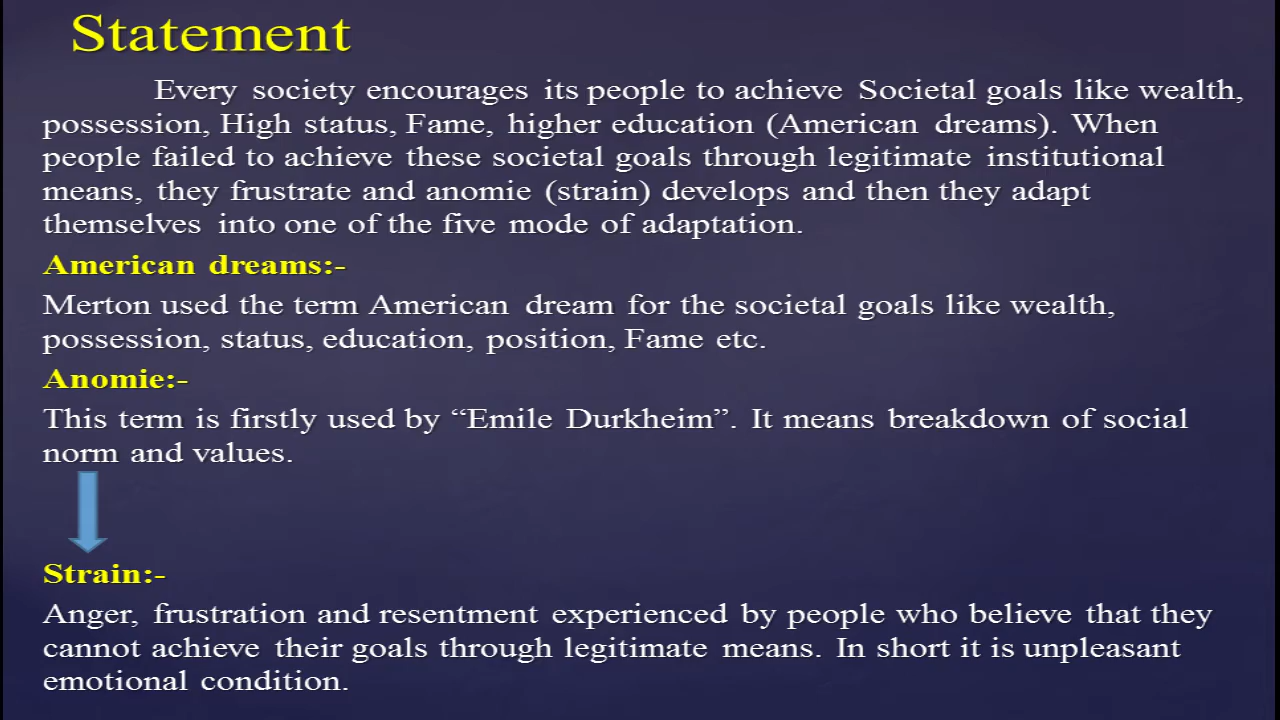 Statement
Every society encourages its people to achieve Societal goals like wealth,
possession, High status, Fame, higher education (American dreams). When
people failed to achieve these societal goals through legitimate institutional
means, they frustrate and anomie (strain) develops and then they adapt
themselves into one of the five mode of adaptation.
American dreams:-
Merton used the term American dream for the societal goals like wealth,
possession, status, education, position, Fame etc.
Anomie:-
This term is firstly used by “Emile Durkheim”. It means breakdown of social
norm and values.
Strain:-
Anger, frustration and resentment experienced by people who believe that they
cannot achieve their goals through legitimate means. In short it is unpleasant
emotional condition.